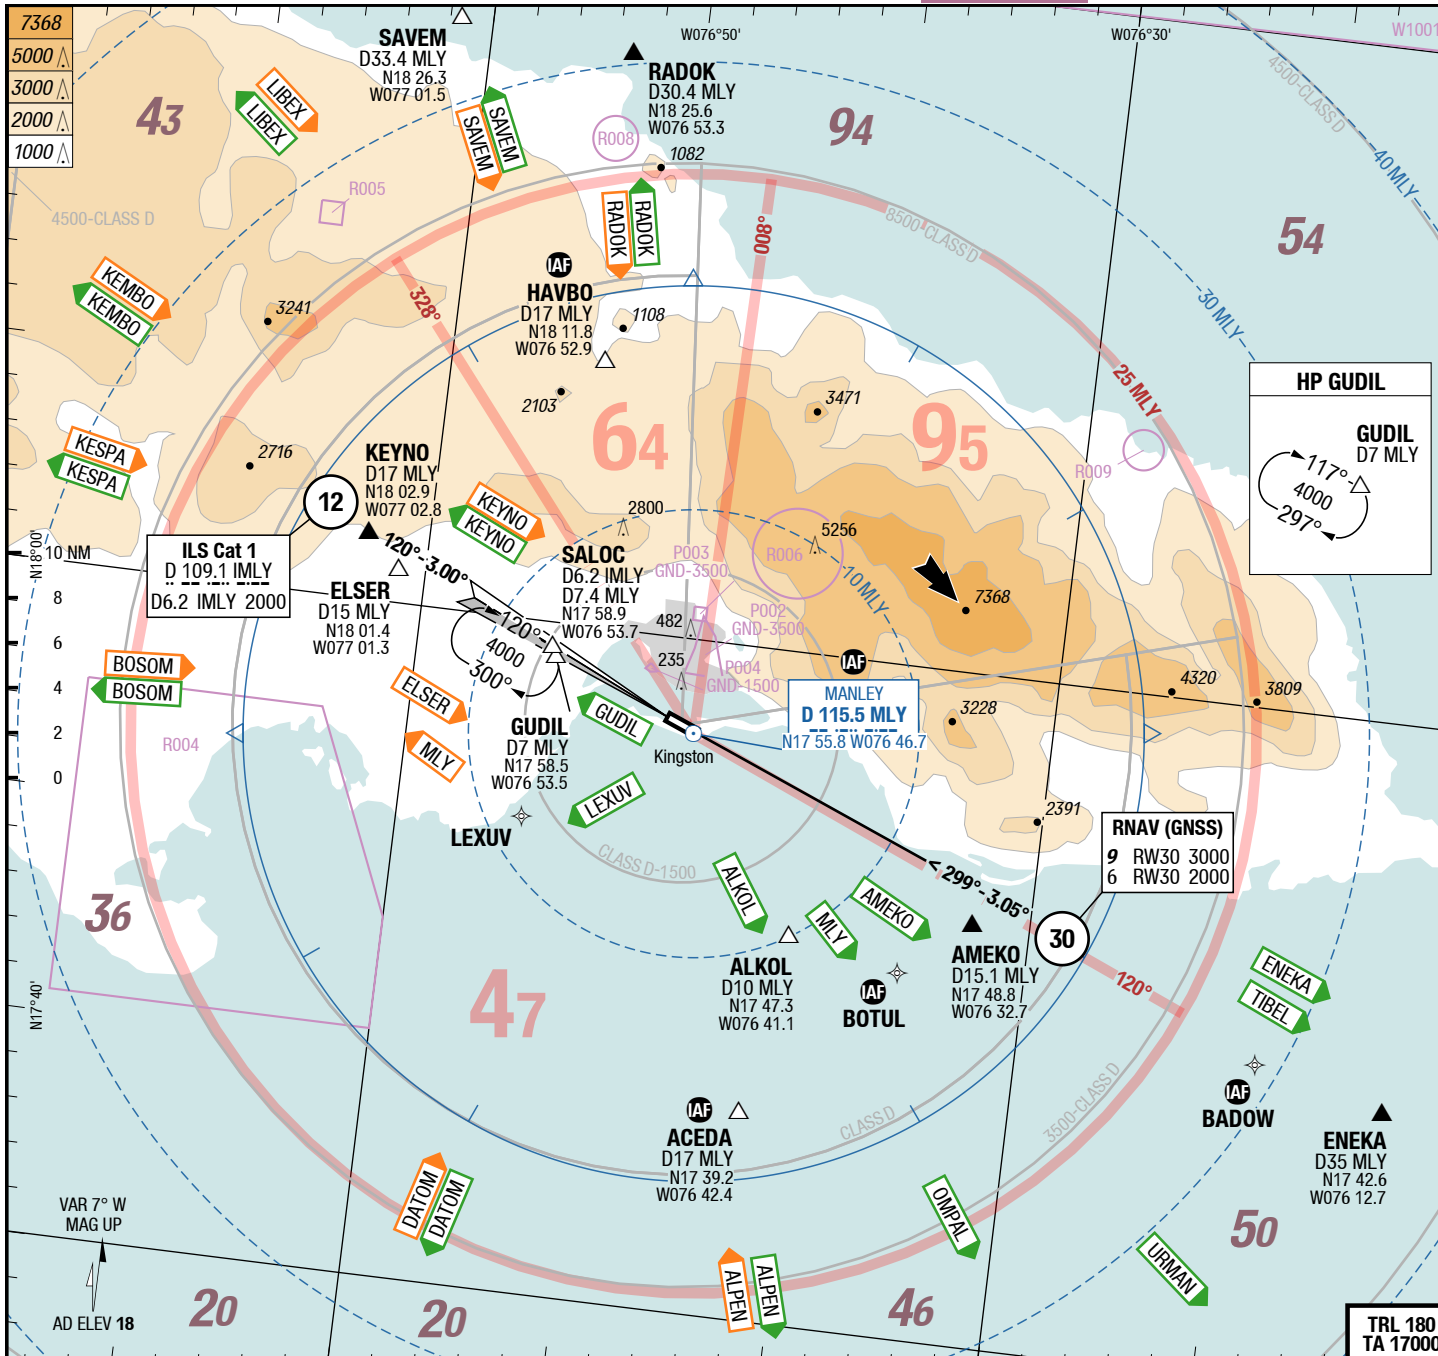 7368
5000
3000
2000
1000
43
LIBEX
LIBEX
SAVEM
D33.4 MLY
N18 26.3
W077 01.5
SAVEM
SAVEM
W076°50'
RADOK
D30.4 MLY
N18 25.6
W076 53.3
R008
1082
94
W076°30'
W1001
4500-CLASS D
40 MLY
54
R005
4500-CLASS D
RADOK
RADOK
008°
8500-CLASS D
30 MLY
KEMBO
KEMBO
3241
328°
IAF
HAVBO
D17 MLY
N18 11.8
W076 52.9
1108
2103
64
3471
95
25 MLY
R009
HP GUDIL
GUDIL
D7 MLY
117°
4000
297°
KESPA
KESPA
2716
12
KEYNO
D17 MLY
N18 02.9
W077 02.8
KEYNO
KEYNO
2800
5256
R006
P003
GND-3500
10 MLY
7368
N18°00'
10 NM
8
6
4
2
0
ILS Cat 1
D 109.1 IMLY
D6.2 IMLY 2000
120°-3.00°
ELSER
D15 MLY
N18 01.4
W077 01.3
SALOC
D6.2 IMLY
D7.4 MLY
N17 58.9
W076 53.7
120°
4000
300°
482
235
P002
GND-3500
P004
GND-1500
IAF
MANLEY
D 115.5 MLY
N17 55.8 W076 46.7
4320
3809
3228
BOSOM
BOSOM
R004
ELSER
MLY
GUDIL
D7 MLY
N17 58.5
W076 53.5
GUDIL
Kingston
LEXUV
LEXUV
CLASS D-1500
2391
RNAV (GNSS)
9 RW30 3000
6 RW30 2000
< 299°-3.05°
30
120°
36
47
ALKOL
MLY
AMEKO
ALKOL
D10 MLY
N17 47.3
W076 41.1
IAF
BOTUL
AMEKO
D15.1 MLY
N17 48.8
W076 32.7
ENEKA
TIBEL
N17°40'
IAF
BADOW
ENEKA
D35 MLY
N17 42.6
W076 12.7
IAF
ACEDA
D17 MLY
N17 39.2
W076 42.4
CLASS D
3500-CLASS D
DATOM
DATOM
OMPAL
50
URMAN
VAR 7° W
MAG UP
AD ELEV 18
20
20
ALPEN
ALPEN
46
TRL 180
TA 17000